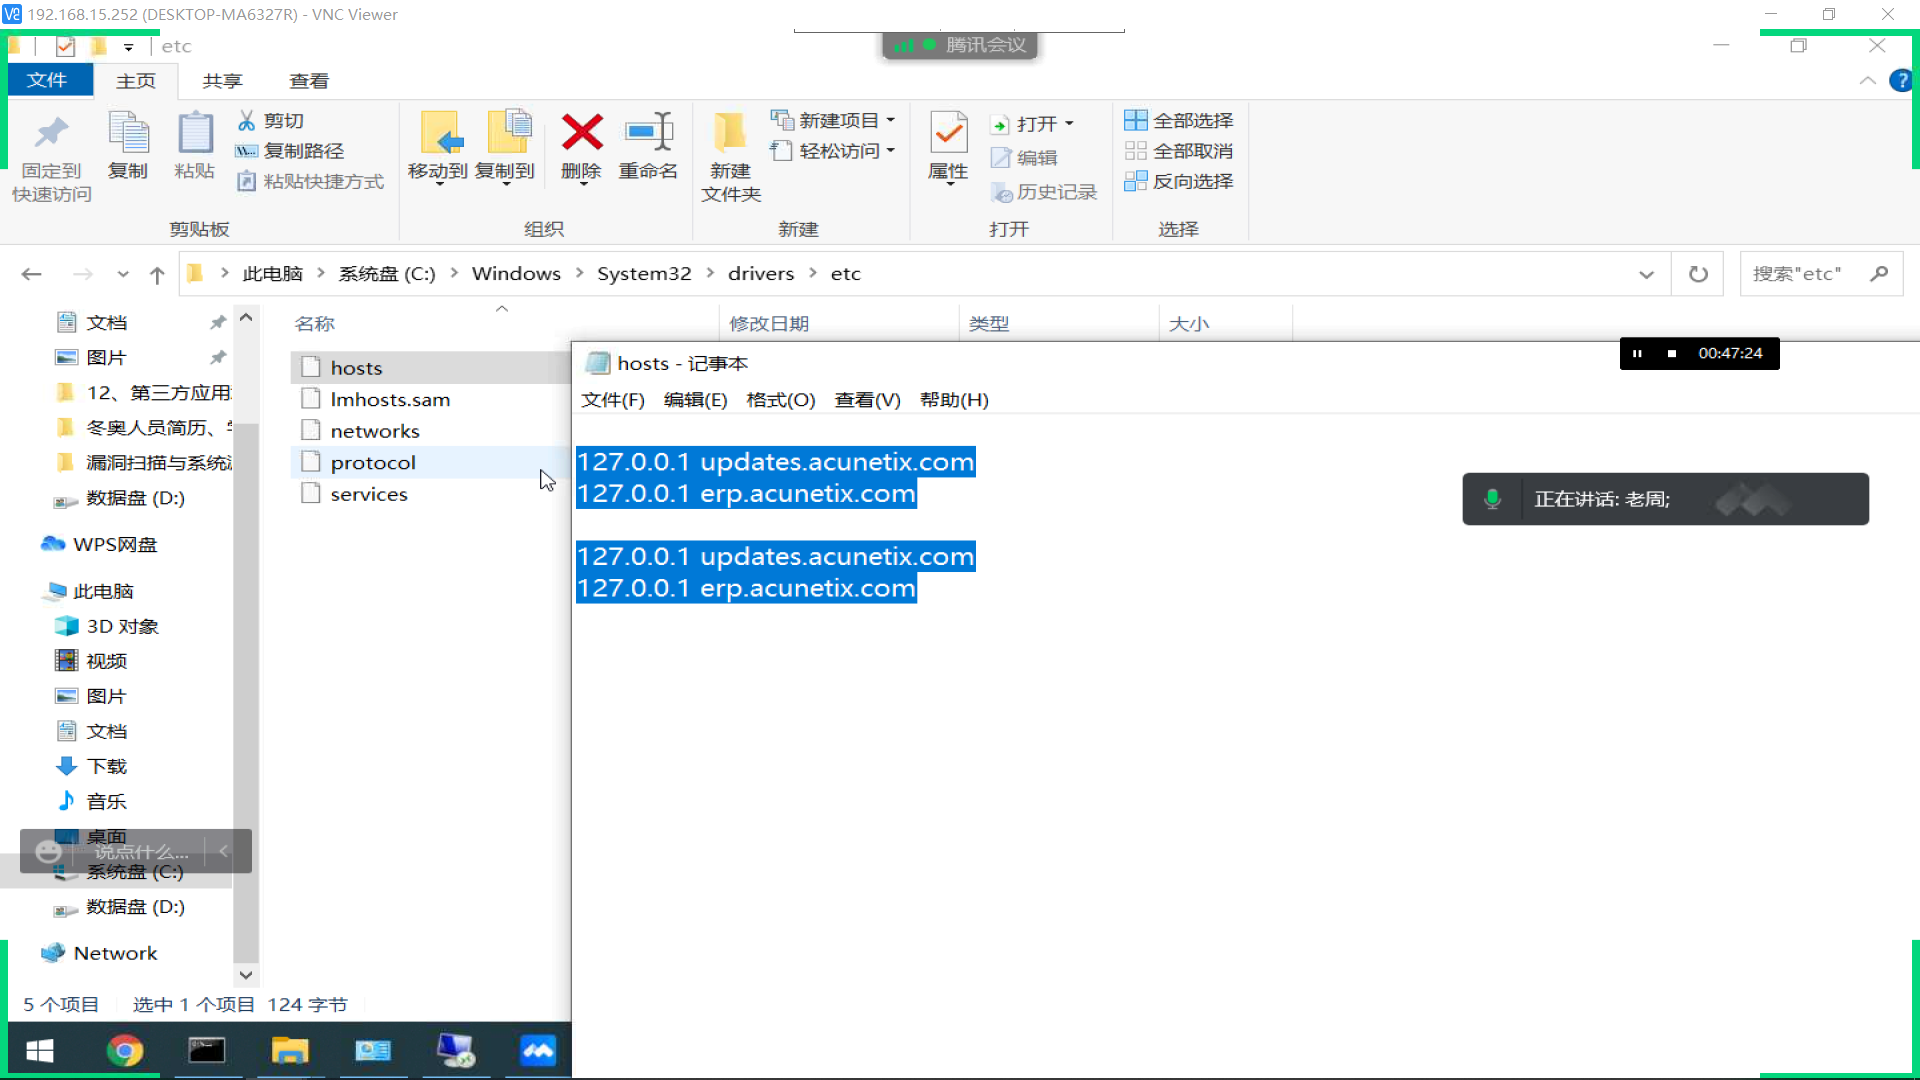 192.168.15.252 (DESKTOP-MA6327R) - VNC Viewer
etc
腾讯会议
文件
主页
共享
查看
固定到
快速访问
复制
粘贴
剪切
复制路径
粘贴快捷方式
剪贴板
移动到
复制到
删除
重命名
组织
新建
文件夹
新建项目
轻松访问
新建
属性
打开
编辑
历史记录
打开
全部选择
全部取消
反向选择
选择
此电脑
系统盘 (C:)
Windows
System32
drivers
etc
搜索"etc"
文档
图片
12、第三方应用
冬奥人员简历、
漏洞扫描与系统
数据盘 (D:)
WPS网盘
此电脑
3D 对象
视频
图片
文档
下载
音乐
桌面
说点什么...
系统盘 (C:)
数据盘 (D:)
Network
名称
修改日期
类型
大小
hosts
lmhosts.sam
networks
protocol
services
hosts - 记事本
00:47:24
文件(F)
编辑(E)
格式(O)
查看(V)
帮助(H)
127.0.0.1 updates.acunetix.com
127.0.0.1 erp.acunetix.com
127.0.0.1 updates.acunetix.com
127.0.0.1 erp.acunetix.com
正在讲话: 老周;
5 个项目
选中 1 个项目
124 字节